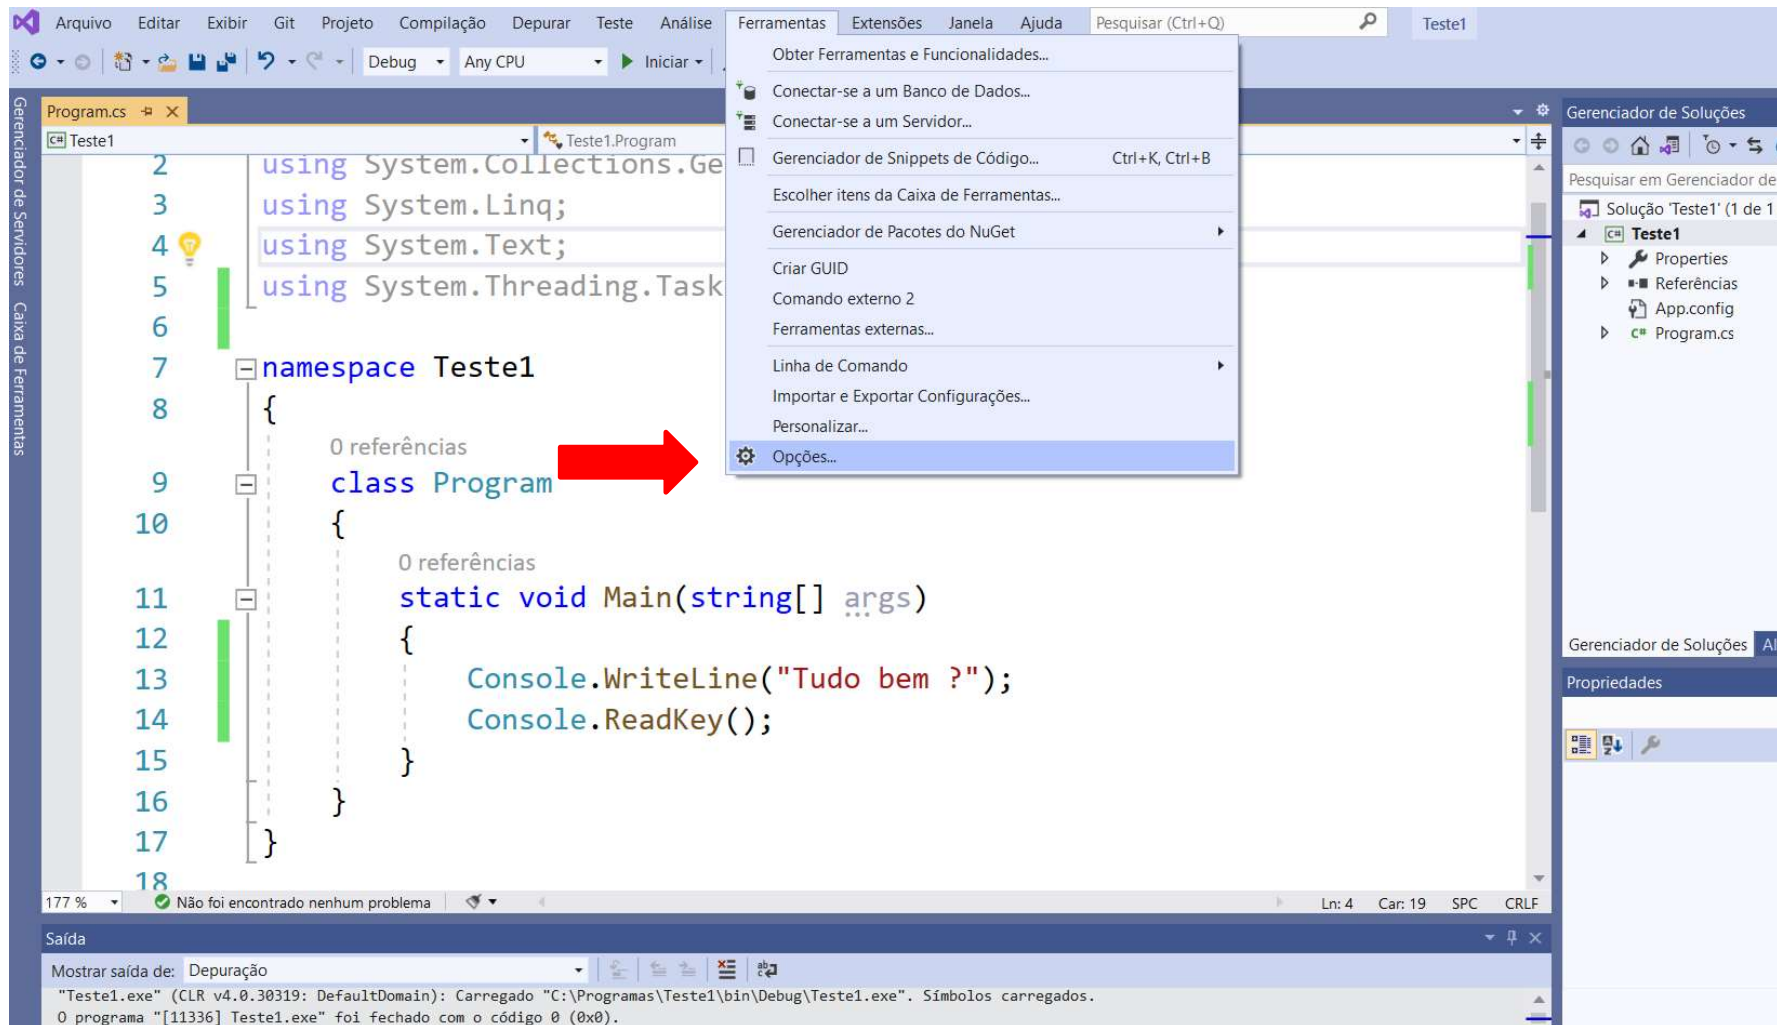 Arquivo Editar Exibir Git Projeto Compilação Depurar Teste Análise Ferramentas Extensões Janela Ajuda Pesquisar (Ctrl+Q) Teste1
Debug Any CPU Iniciar
Obter Ferramentas e Funcionalidades...
Conectar-se a um Banco de Dados...
Conectar-se a um Servidor...
Gerenciador de Snippets de Código... Ctrl+K, Ctrl+B
Escolher itens da Caixa de Ferramentas...
Gerenciador de Pacotes do NuGet
Criar GUID
Comando externo 2
Ferramentas externas...
Linha de Comando
Importar e Exportar Configurações...
Personalizar...
Opções...
Gerenciador de Servidores
Caixa de Ferramentas
Program.cs
C# Teste1 Teste1.Program
2 using System.Collections.Ge
3 using System.Linq;
4 using System.Text;
5 using System.Threading.Task
6
7 namespace Teste1
8 {
0 referências
9 class Program
10 {
0 referências
11 static void Main(string[] args)
12 {
13 Console.WriteLine("Tudo bem ?");
14 Console.ReadKey();
15 }
16 }
17 }
18
177 % Não foi encontrado nenhum problema Ln: 4 Car: 19 SPC CRLF
Saída
Mostrar saída de: Depuração
"Teste1.exe" (CLR v4.0.30319: DefaultDomain): Carregado "C:\Programas\Teste1\bin\Debug\Teste1.exe". Símbolos carregados.
O programa "[11336] Teste1.exe" foi fechado com o código 0 (0x0).
Gerenciador de Soluções
Pesquisar em Gerenciador de
Solução 'Teste1' (1 de 1
C# Teste1
Properties
Referências
App.config
C# Program.cs
Gerenciador de Soluções Al
Propriedades